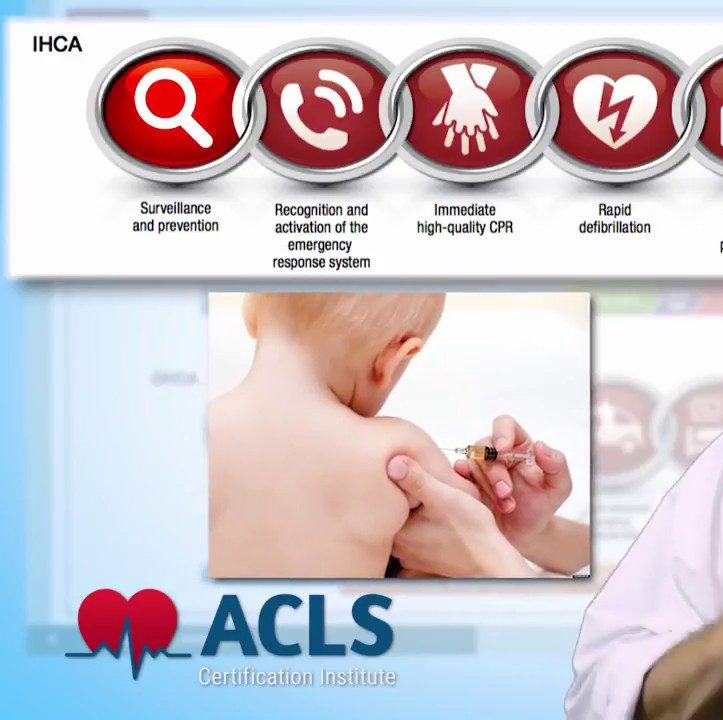 IHCA
Surveillance
and prevention
Recognition and
activation of the
emergency
response system
Immediate
high-quality CPR
Rapid
defibrillation
ACLS
Certification Institute